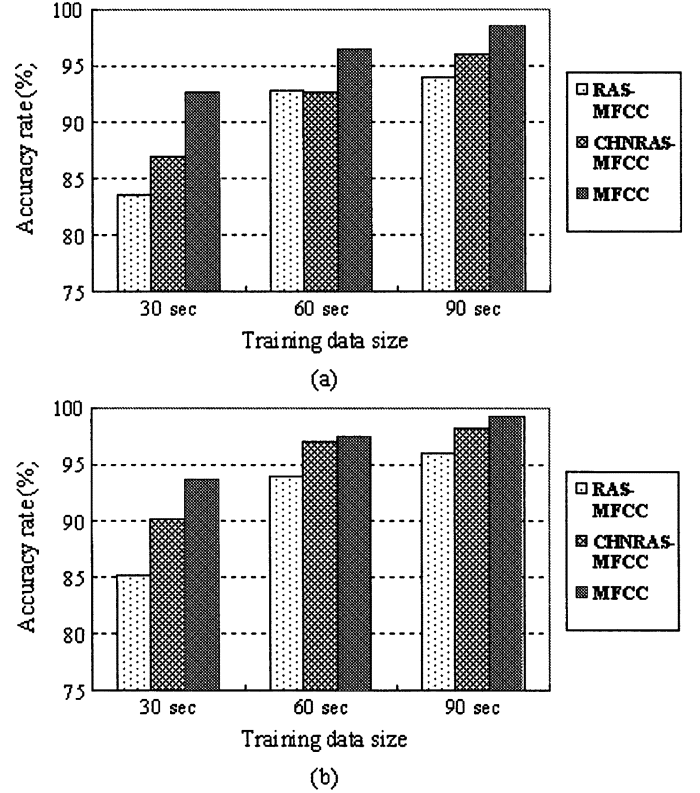 100
95
90
85
80
75
Accuracy rate(%)
30 sec
60 sec
90 sec
Training data size
(a)
RAS-
MFCC
CHNRAS-
MFCC
MFCC
100
95
90
85
80
75
Accuracy rate(%)
30 sec
60 sec
90 sec
Training data size
(b)
RAS-
MFCC
CHNRAS-
MFCC
MFCC